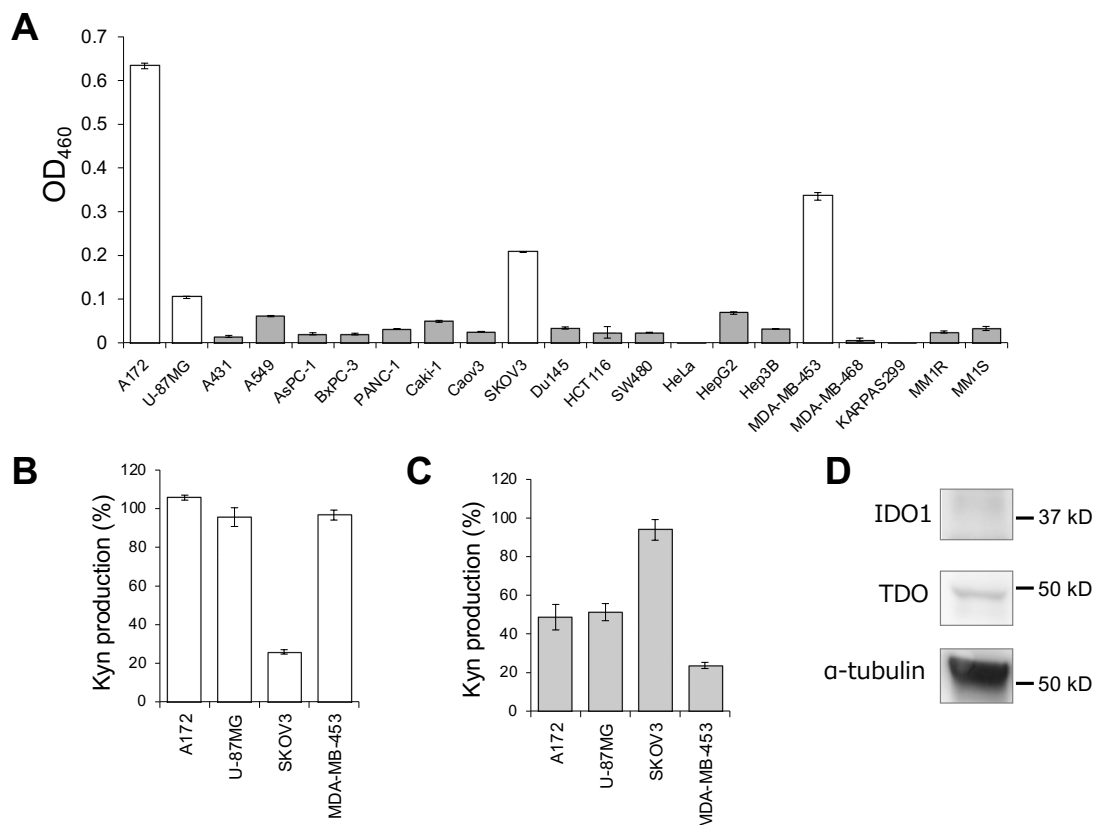 A
OD460
0.7
0.6
0.5
0.4
0.3
0.2
0.1
0
A172
U-87MG
A431
A549
AsPC-1
BxPC-3
PANC-1
Caki-1
Caov3
SKOV3
Du145
HCT116
SW480
HeLa
HepG2
Hep3B
MDA-MB-453
MDA-MB-468
KARPAS299
MM1R
MM1S
B
Kyn production (%)
120
100
80
60
40
20
0
A172
U-87MG
SKOV3
MDA-MB-453
C
Kyn production (%)
120
100
80
60
40
20
0
A172
U-87MG
SKOV3
MDA-MB-453
D
IDO1
37 kD
TDO
50 kD
α-tubulin
50 kD